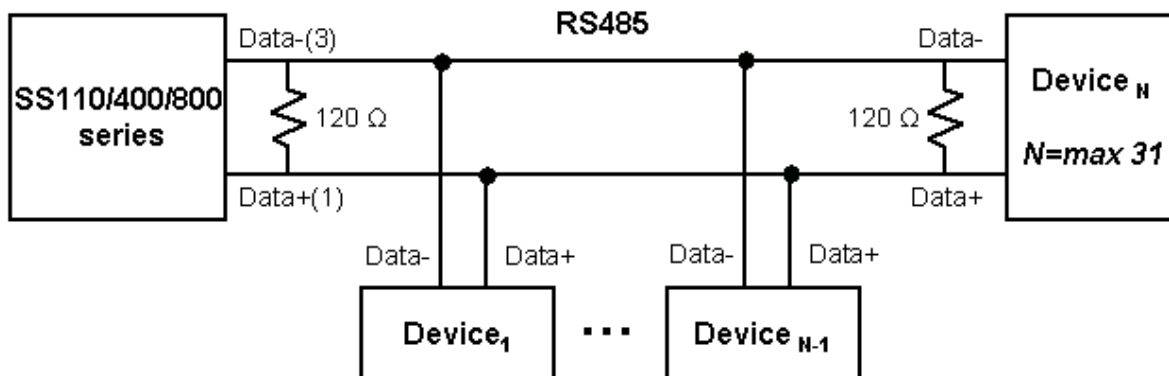 RS485
Data-(3)
Data-
SS110/400/800
series
120 Ω
120 Ω
Device N
N=max 31
Data+(1)
Data+
Data-
Data+
Data-
Data+
Device1
...
Device N-1